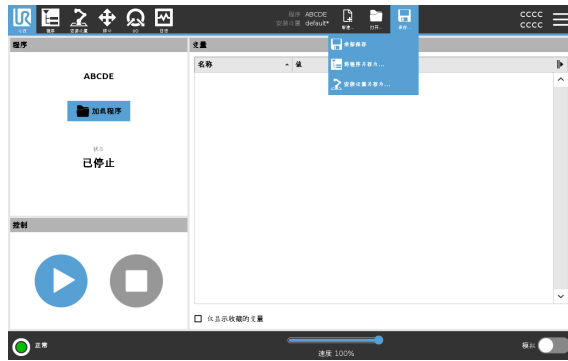 程序 ABCDE
安装设置 default*
CCCC
CCCC
运行
程序
安装设置
移动
I/O
日志
新建...
打开...
保存...
全部保存
将程序另存为...
安装设置另存为...
程序
变量
名称
值
ABCDE
加载程序
状态
已停止
控制
仅显示收藏的变量
正常
速度 100%
模拟